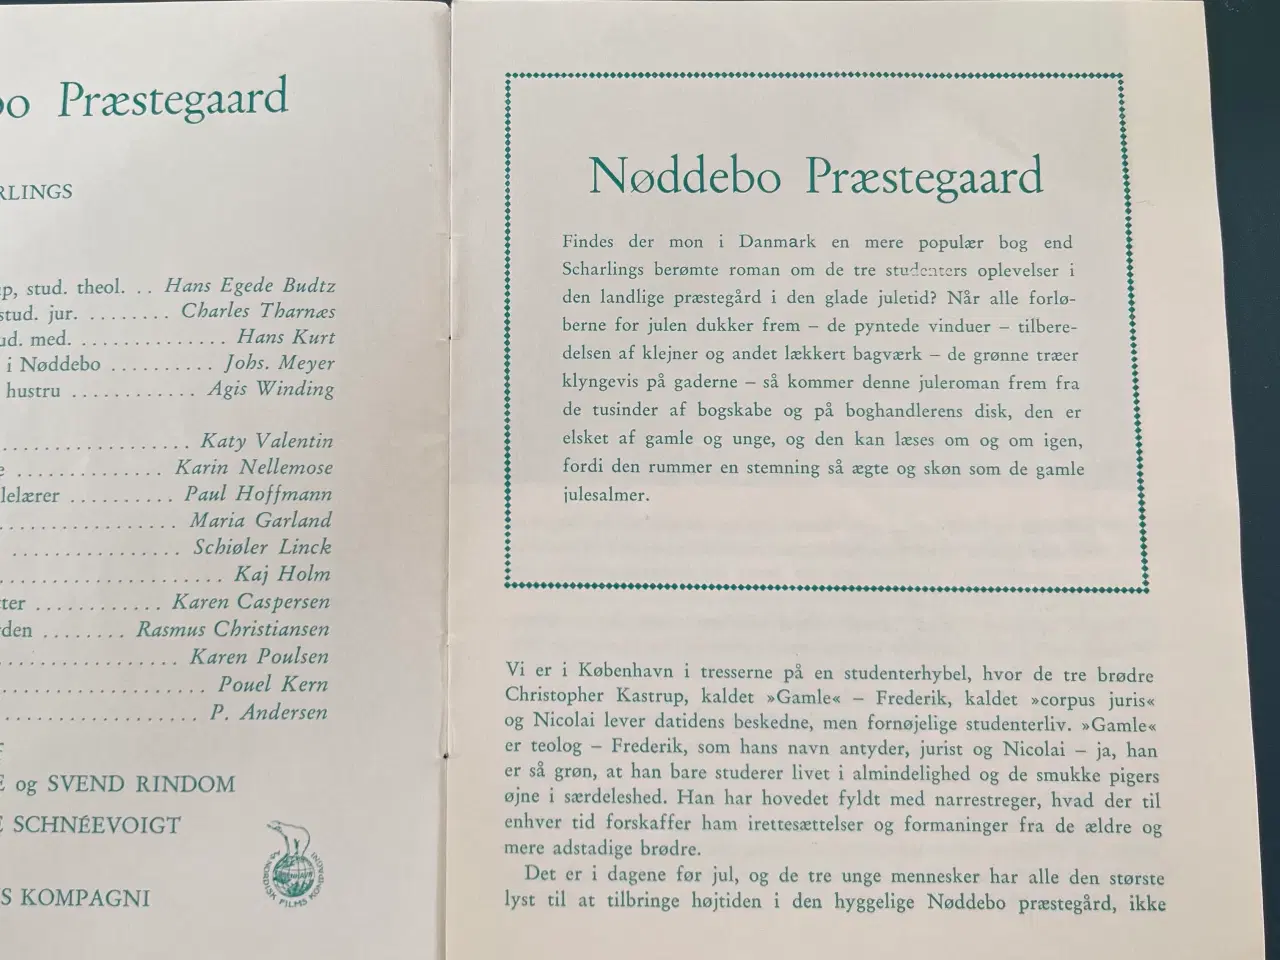 Præstegaard
RLINGS
p, stud. theol. . . Hans Egede Budtz
stud. jur. . . . . . . . . Charles Tharnæs
ud. med. . . . . . . . . . . . . . . Hans Kurt
i Nøddebo . . . . . . . . . . Johs. Meyer
hustru . . . . . . . . . . . . Agis Winding
. . . . . . . . . . . . . . . . . Katy Valentin
. . . . . . . . . . . . . . Karin Nellemose
lelærer . . . . . . . . . . Paul Hoffmann
. . . . . . . . . . . . . . . . Maria Garland
. . . . . . . . . . . . . . . Schiøler Linck
. . . . . . . . . . . . . . . . . . . . Kaj Holm
tter . . . . . . . . . . . . Karen Caspersen
den . . . . . . . . Rasmus Christiansen
. . . . . . . . . . . . . . . . Karen Poulsen
. . . . . . . . . . . . . . . . . . . Pouel Kern
. . . . . . . . . . . . . . . . . . P. Andersen
E og SVEND RINDOM
E SCHNÉEVOIGT
S KOMPAGNI
NORDISK FILMS KOMPAGNI
Nøddebo Præstegaard
Findes der mon i Danmark en mere populær bog end
Scharlings berømte roman om de tre studenters oplevelser i
den landlige præstegård i den glade juletid? Når alle forlø-
berne for julen dukker frem – de pyntede vinduer – tilbere-
delsen af klejner og andet lækkert bagværk – de grønne træer
klyngevis på gaderne – så kommer denne juleroman frem fra
de tusinder af bogskabe og på boghandlerens disk, den er
elsket af gamle og unge, og den kan læses om og om igen,
fordi den rummer en stemning så ægte og skøn som de gamle
julesalmer.
Vi er i København i tresserne på en studenterhybel, hvor de tre brødre
Christopher Kastrup, kaldet »Gamle« – Frederik, kaldet »corpus juris«
og Nicolai lever datidens beskedne, men fornøjelige studenterliv. »Gamle«
er teolog – Frederik, som hans navn antyder, jurist og Nicolai – ja, han
er så grøn, at han bare studerer livet i almindelighed og de smukke pigers
øjne i særdeleshed. Han har hovedet fyldt med narrestreger, hvad der til
enhver tid forskaffer ham irettesættelser og formaninger fra de ældre og
mere adstadige brødre.
Det er i dagene før jul, og de tre unge mennesker har alle den største
lyst til at tilbringe højtiden i den hyggelige Nøddebo præstegård, ikke